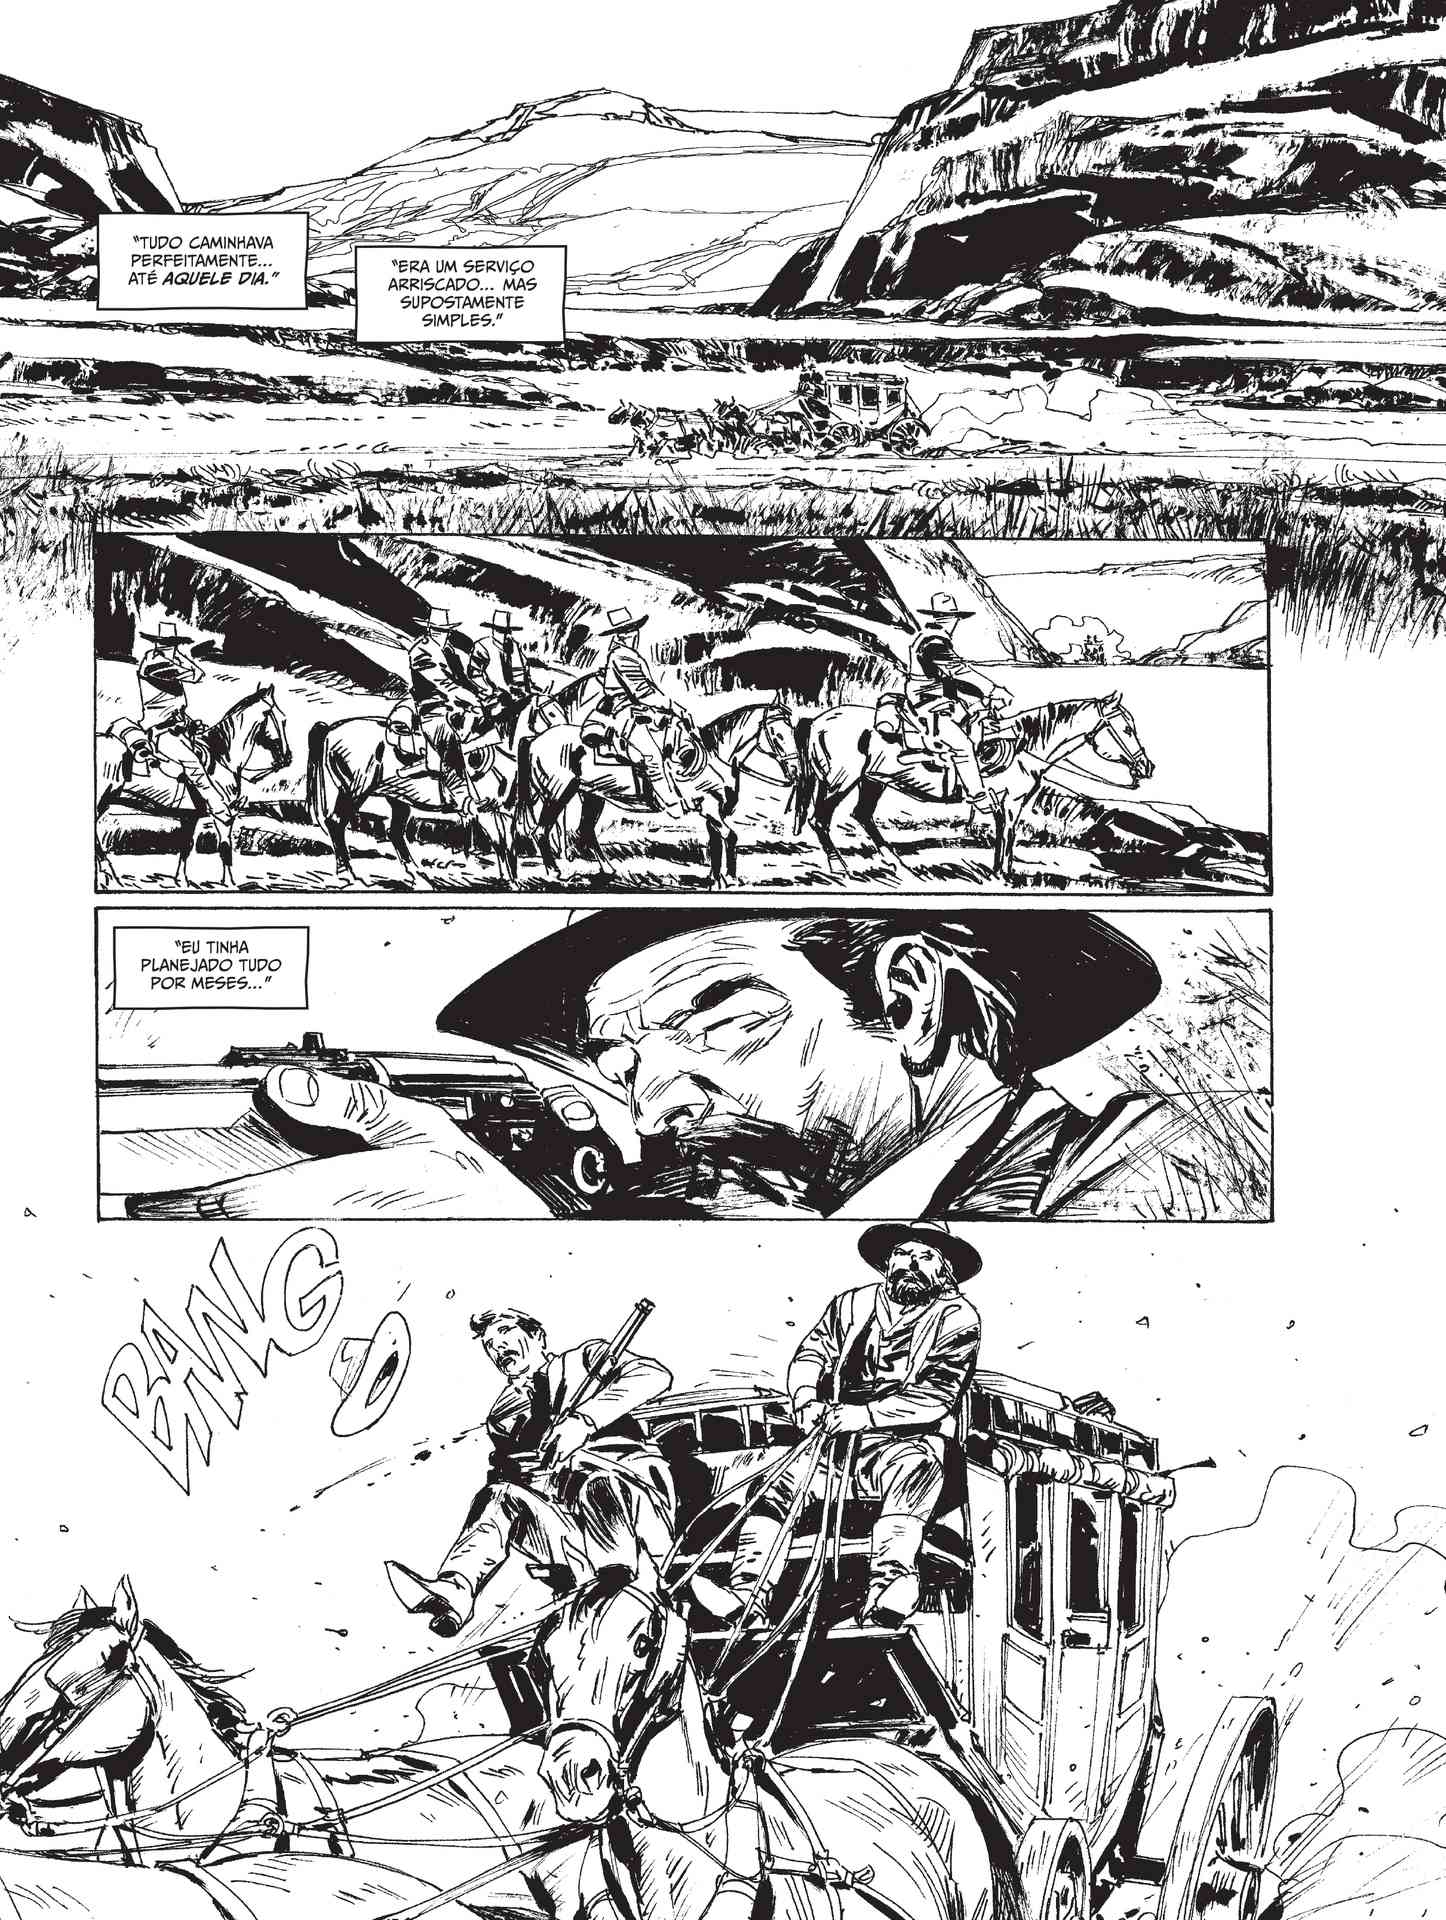 “TUDO CAMINHAVA
PERFEITAMENTE...
ATÉ AQUELE DIA.”
“ERA UM SERVIÇO
ARRISCADO... MAS
SUPOSTAMENTE
SIMPLES.”
“EU TINHA
PLANEJADO TUDO
POR MESES...”
BANG